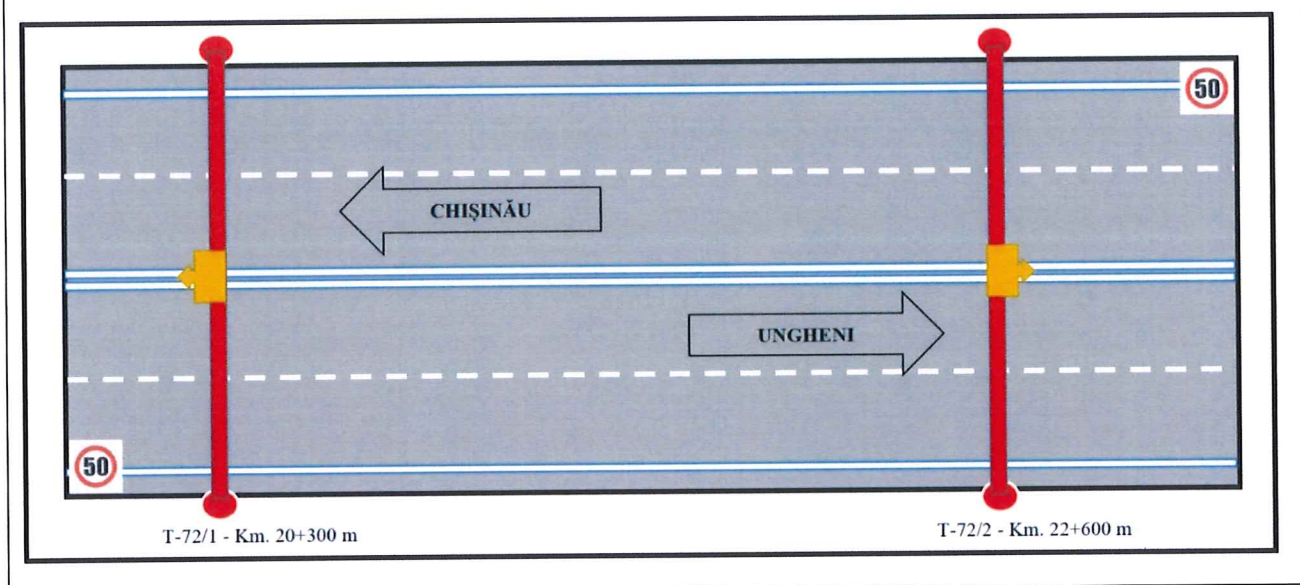 50
CHIȘINĂU
UNGHENI
50
T-72/1 - Km. 20+300 m
T-72/2 - Km. 22+600 m